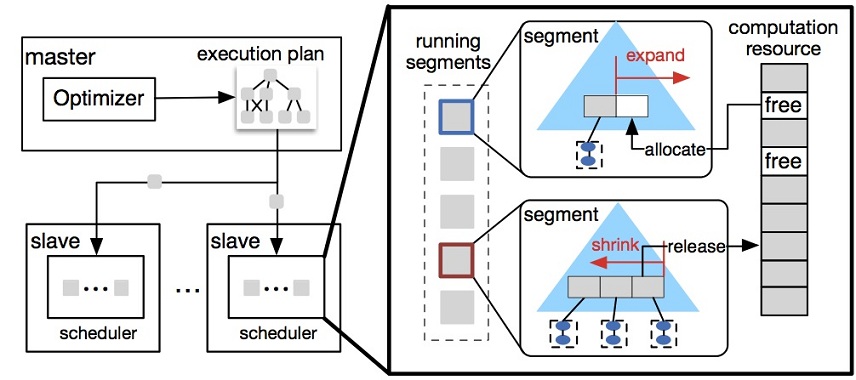 master
execution plan
Optimizer
slave
scheduler
...
slave
scheduler
running
segments
segment
expand
allocate
segment
shrink
release
computation
resource
free
free